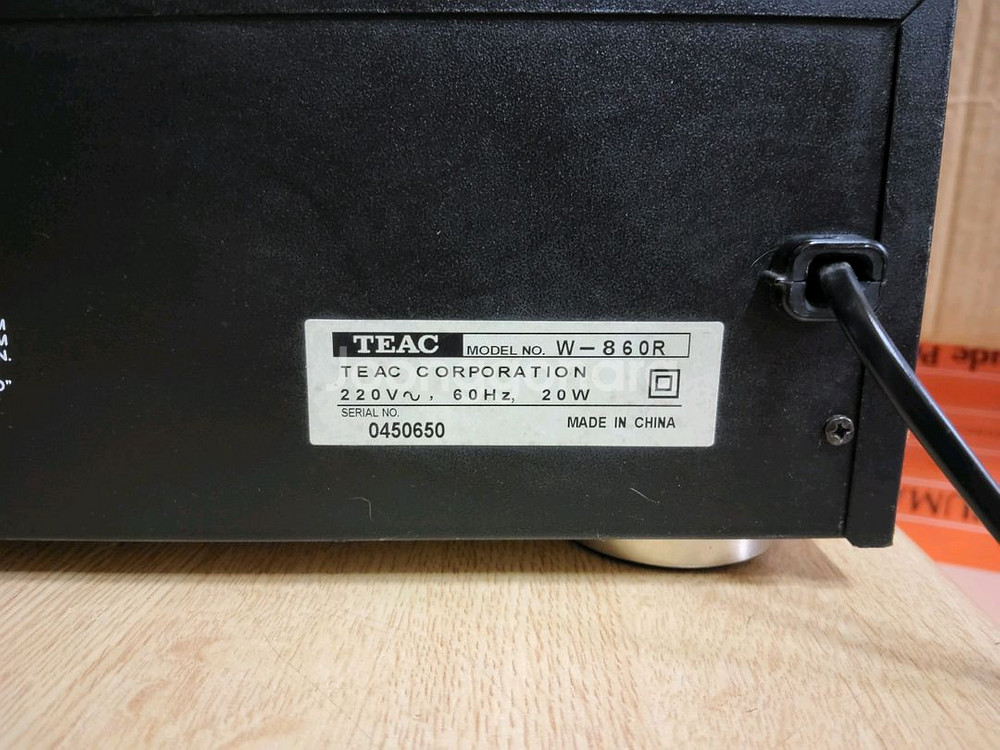 TEAC MODEL NO. W-860R
TEAC CORPORATION
220V~, 60Hz, 20W
SERIAL NO.
0450650 MADE IN CHINA
M
M
N.
O"